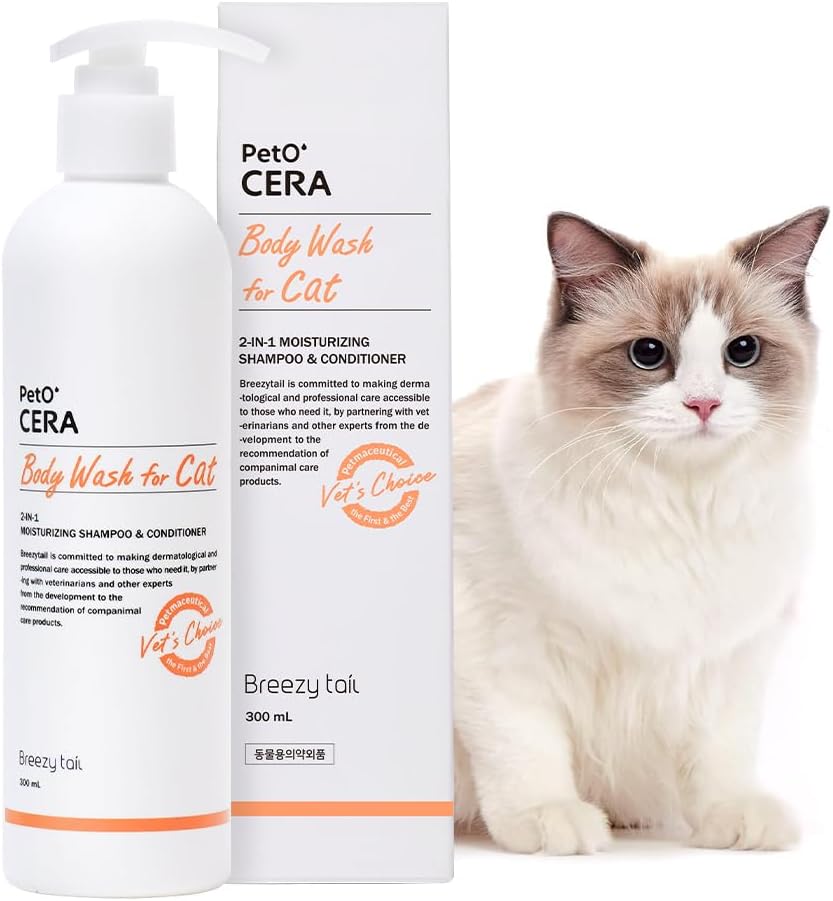 PetO
CERA
Body Wash
for Cat
2-IN-1 MOISTURIZING
SHAMPOO & CONDITIONER
Breezytail is committed to making derma
-tological and professional care accessible
to those who need it, by partnering with vet
-erinarians and other experts from the de
-velopment to the
recommendation of
companimal care
products.
Petmaceutical
Vet's Choice
the First & the Best
Breezy tail
300 mL
동물용의약외품
PetO
CERA
Body Wash for Cat
2-IN-1
MOISTURIZING SHAMPOO & CONDITIONER
Breezytail is committed to making dermatological and
professional care accessible to those who need it, by partner
-ing with veterinarians and other experts
from the development to the
recommendation of companimal
care products.
Petmaceutical
Vet's Choice
the First & the Best
Breezy tail
300 mL